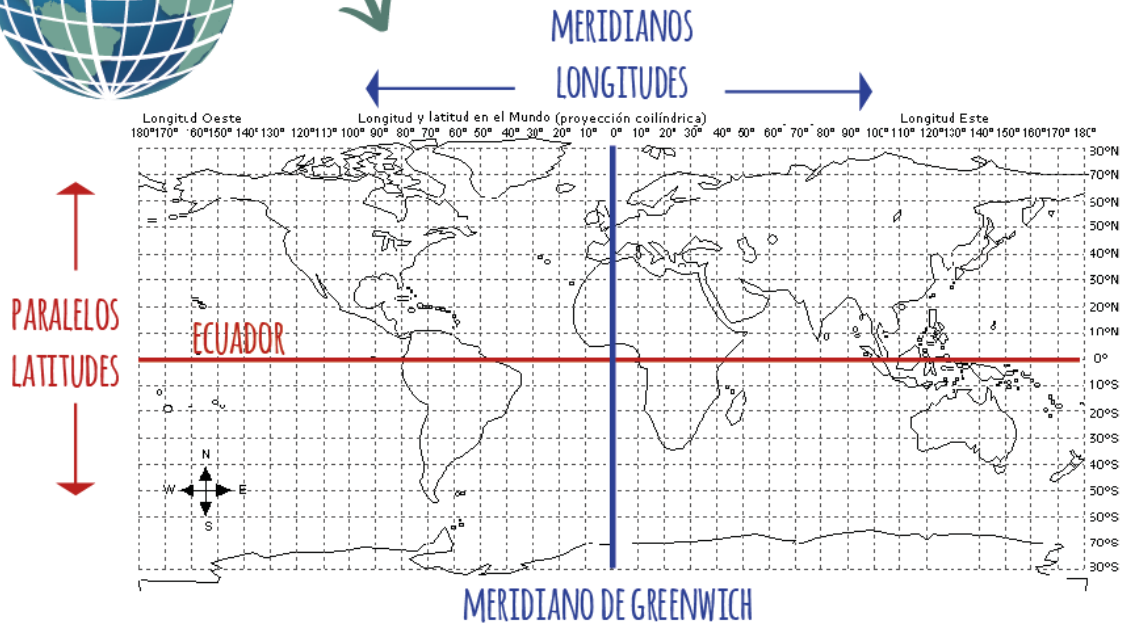 MERIDIANOS
LONGITUDES
Longitud Oeste
Longitud y latitud en el Mundo (proyección coilíndrica)
Longitud Este
180° 170° 160° 150° 140° 130° 120° 110° 100° 90° 80° 70° 60° 50° 40° 30° 20° 10° 0° 10° 20° 30° 40° 50° 60° 70° 80° 90° 100° 110° 120° 130° 140° 150° 160° 170° 180°
30°N
70°N
60°N
50°N
40°N
30°N
20°N
10°N
0°
10°S
20°S
30°S
40°S
50°S
60°S
70°S
30°S
PARALELOS
LATITUDES
ECUADOR
N
W E
S
MERIDIANO DE GREENWICH